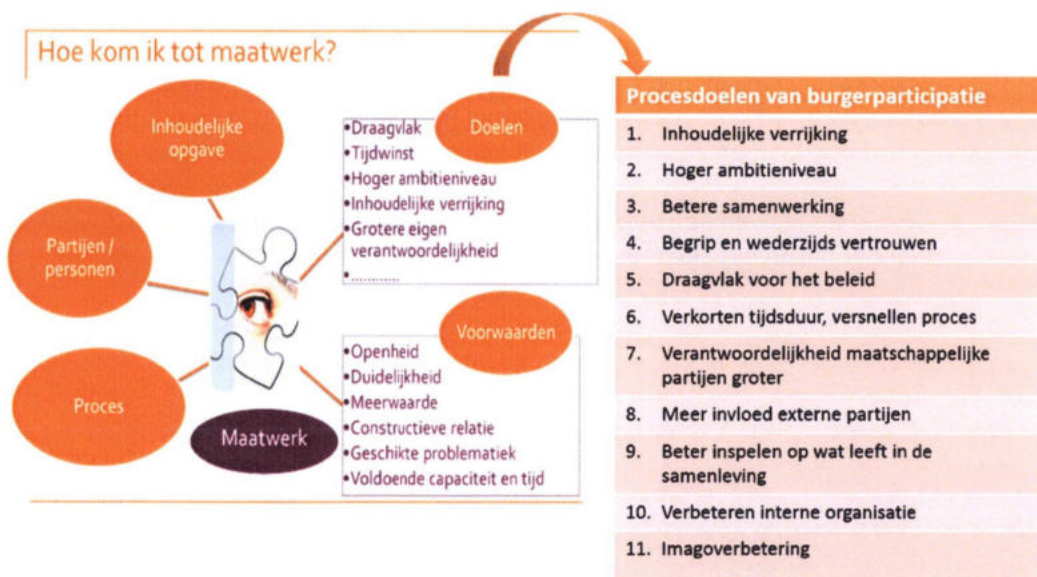 Hoe kom ik tot maatwerk?
Inhoudelijke
opgave
Partijen /
personen
Proces
Maatwerk
Doelen
•Draagvlak
•Tijdwinst
•Hoger ambitieniveau
•Inhoudelijke verrijking
•Grotere eigen
verantwoordelijkheid
•............
Voorwaarden
•Openheid
•Duidelijkheid
•Meerwaarde
•Constructieve relatie
•Geschikte problematiek
•Voldoende capaciteit en tijd
Procesdoelen van burgerparticipatie
1. Inhoudelijke verrijking
2. Hoger ambitieniveau
3. Betere samenwerking
4. Begrip en wederzijds vertrouwen
5. Draagvlak voor het beleid
6. Verkorten tijdsduur, versnellen proces
7. Verantwoordelijkheid maatschappelijke
partijen groter
8. Meer invloed externe partijen
9. Beter inspelen op wat leeft in de
samenleving
10. Verbeteren interne organisatie
11. Imagoverbetering